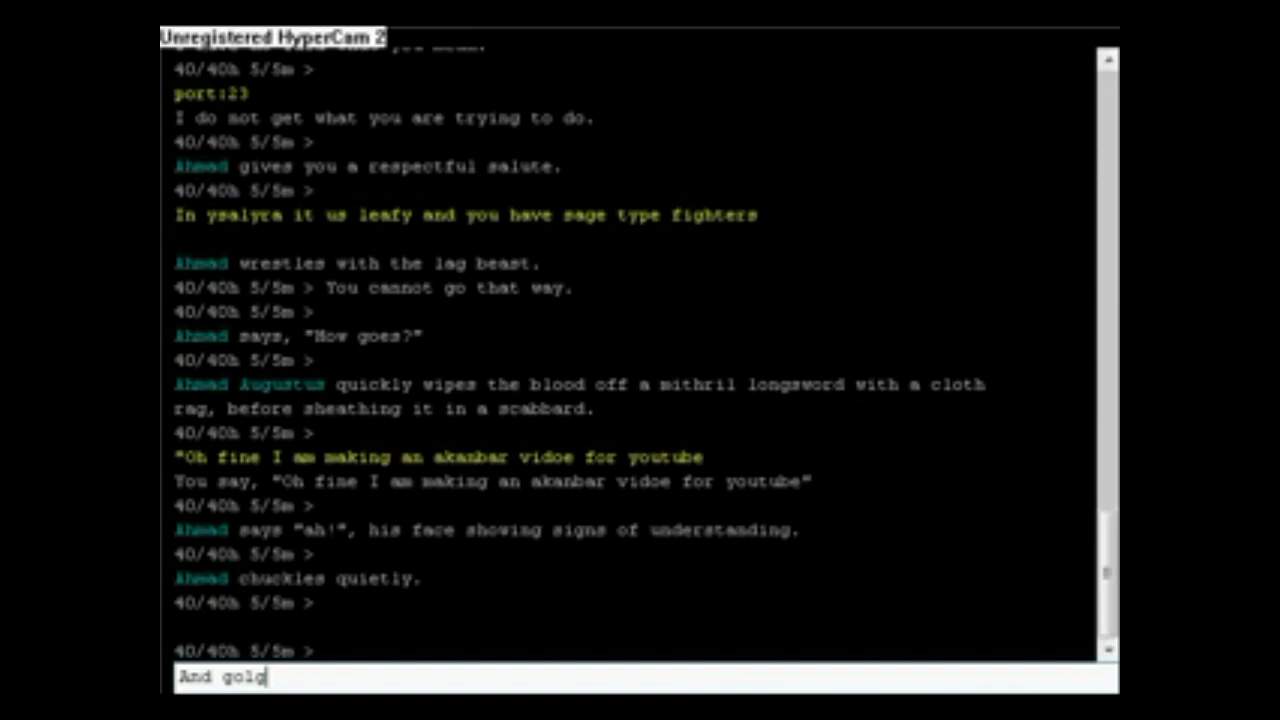 Unregistered HyperCam 2
40/40h 5/5m >
port:23
I do not get what you are trying to do.
40/40h 5/5m >
Ahmad gives you a respectful salute.
40/40h 5/5m >
In ysalyra it us leafy and you have sage type fighters
Ahmad wrestles with the lag beast.
40/40h 5/5m > You cannot go that way.
40/40h 5/5m >
Ahmad says, "How goes?"
40/40h 5/5m >
Ahmad Augustus quickly wipes the blood off a mithril longsword with a cloth
rag, before sheathing it in a scabbard.
40/40h 5/5m >
"Oh fine I am making an akanbar vidoe for youtube
You say, "Oh fine I am making an akanbar vidoe for youtube"
40/40h 5/5m >
Ahmad says "ah!", his face showing signs of understanding.
40/40h 5/5m >
Ahmad chuckles quietly.
40/40h 5/5m >
40/40h 5/5m >
And golg